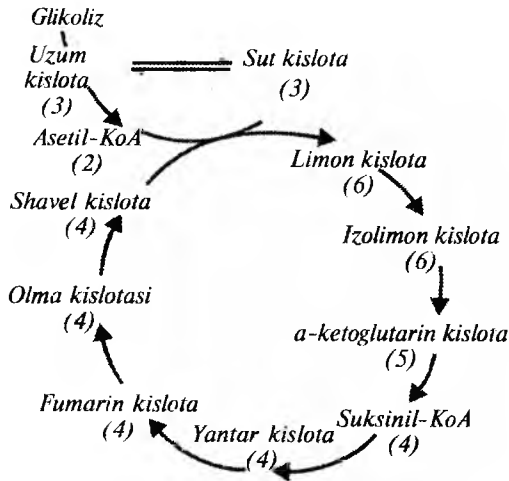 Glikoliz
Uzum
kislota
(3)
Sut kislota
(3)
Asetil-KoA
(2)
Limon kislota
(6)
Shavel kislota
(4)
Izolimon kislota
(6)
Olma kislotasi
(4)
a-ketoglutarin kislota
(5)
Fumarin kislota
(4)
Suksinil-KoA
(4)
Yantar kislota
(4)